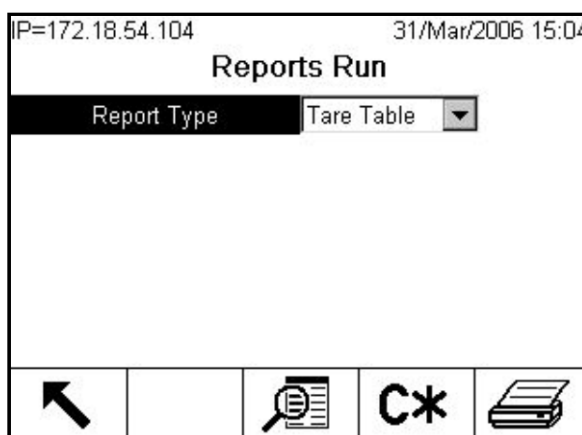 IP=172.18.54.104 31/Mar/2006 15:04
Reports Run
Report Type Tare Table
C*